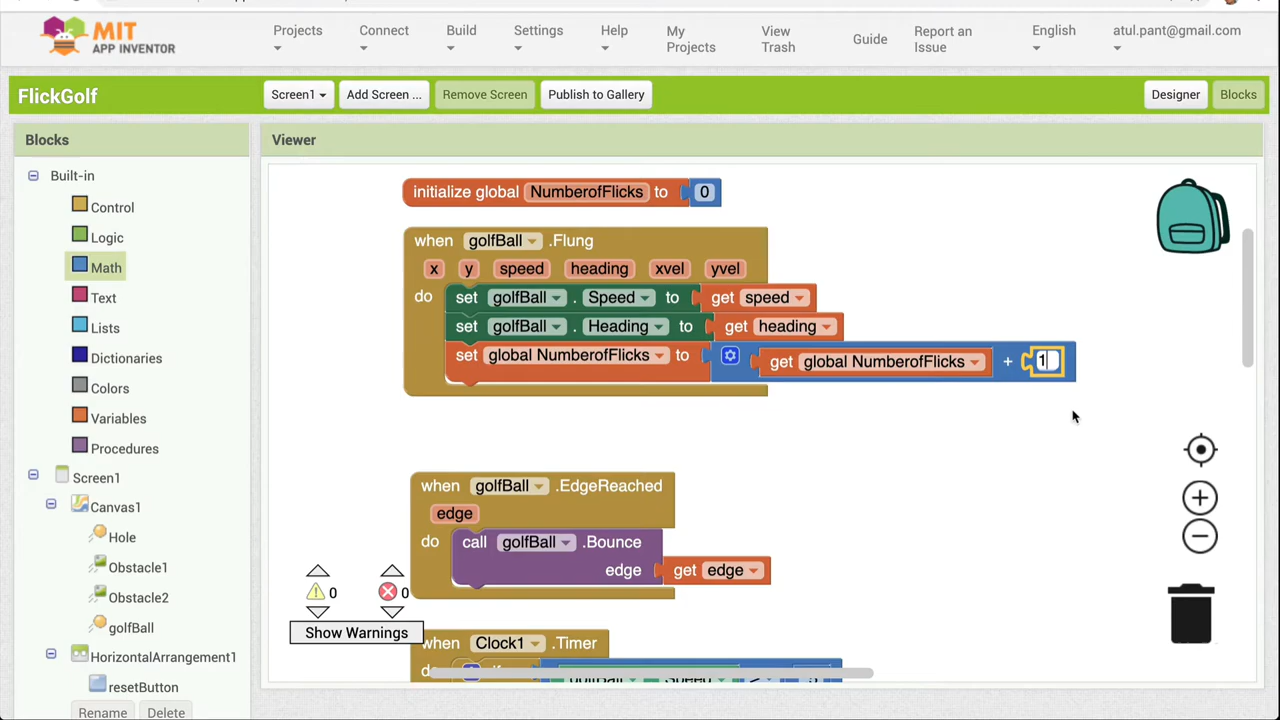 MIT
APP INVENTOR
Projects
Connect
Build
Settings
Help
My Projects
View Trash
Guide
Report an Issue
English
atul.pant@gmail.com
FlickGolf
Screen1
Add Screen ...
Remove Screen
Publish to Gallery
Designer
Blocks
Blocks
Viewer
Built-in
Control
Logic
Math
Text
Lists
Dictionaries
Colors
Variables
Procedures
Screen1
Canvas1
Hole
Obstacle1
Obstacle2
golfBall
HorizontalArrangement1
resetButton
Rename
Delete
initialize global NumberofFlicks to 0
when golfBall .Flung
x y speed heading xvel yvel
do set golfBall . Speed to get speed
set golfBall . Heading to get heading
set global NumberofFlicks to get global NumberofFlicks + 1
when golfBall .EdgeReached
edge
do call golfBall .Bounce
edge get edge
0 0
Show Warnings
when Clock1 .Timer